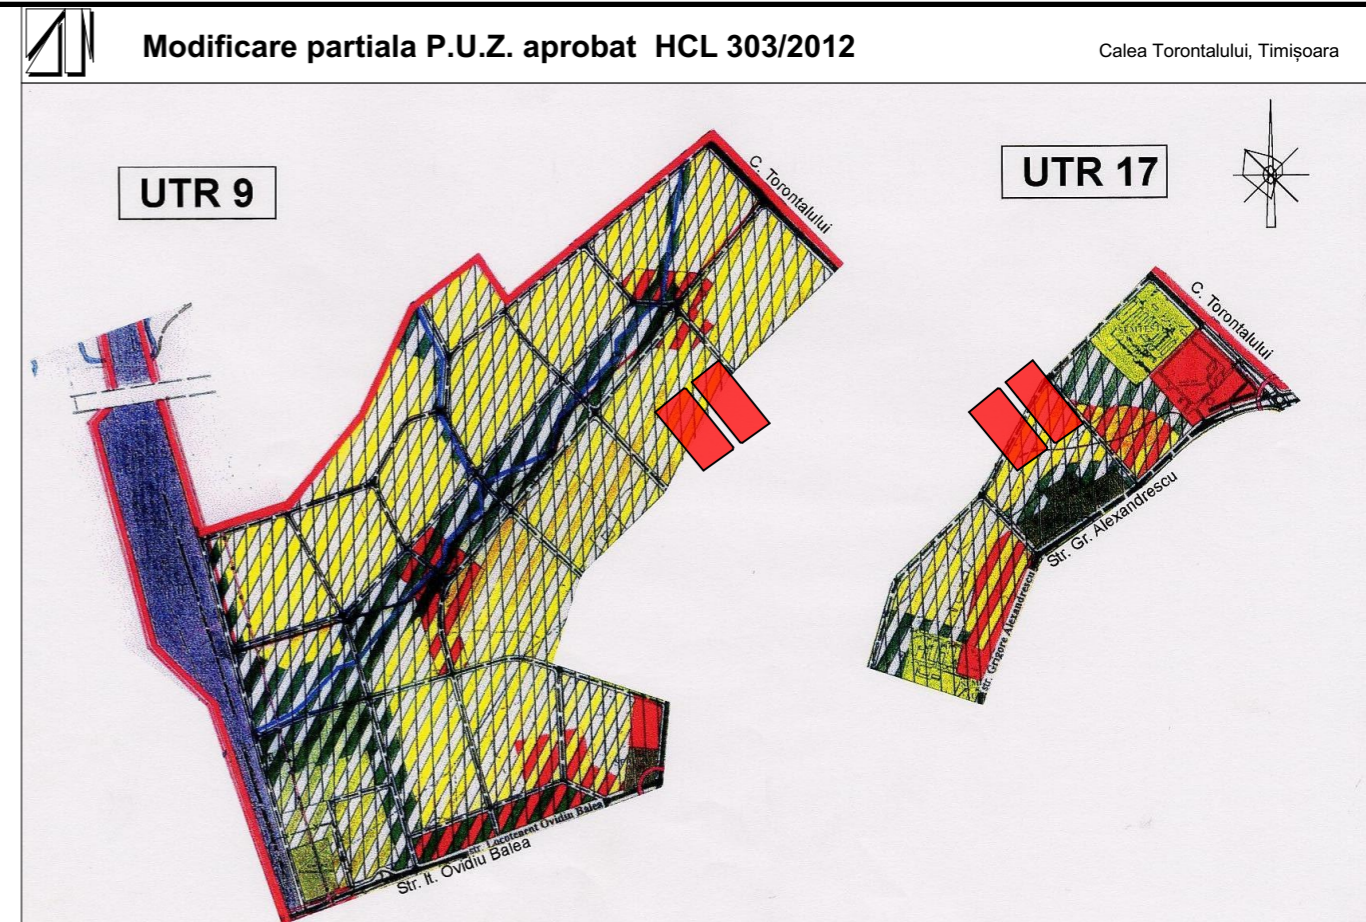 Modificare partiala P.U.Z. aprobat HCL 303/2012
Calea Torontalului, Timișoara
UTR 9
UTR 17
C. Torontalului
C. Torontalului
Str. Gr. Alexandrescu
str. Grigore Alexandrescu
str. Locotenent Ovidiu Balea
Str. lt. Ovidiu Balea